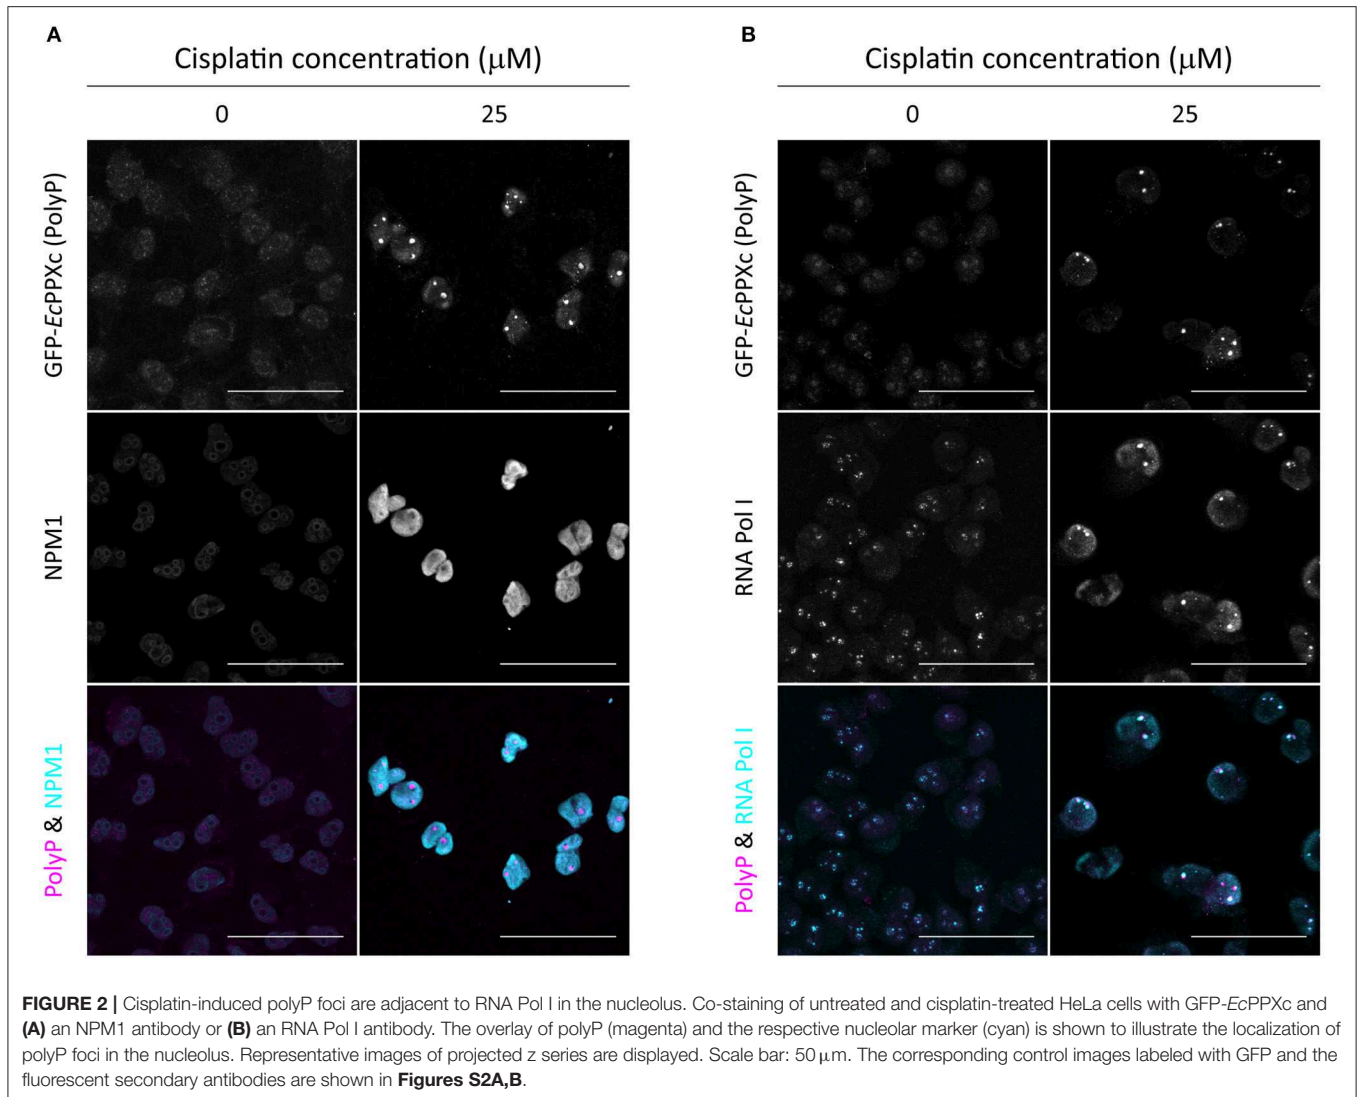 A
Cisplatin concentration (μM)
0 25
GFP-EcPPXc (PolyP)
NPM1
PolyP & NPM1
B
Cisplatin concentration (μM)
0 25
GFP-EcPPXc (PolyP)
RNA Pol I
PolyP & RNA Pol I
FIGURE 2 | Cisplatin-induced polyP foci are adjacent to RNA Pol I in the nucleolus. Co-staining of untreated and cisplatin-treated HeLa cells with GFP-EcPPXc and
(A) an NPM1 antibody or (B) an RNA Pol I antibody. The overlay of polyP (magenta) and the respective nucleolar marker (cyan) is shown to illustrate the localization of
polyP foci in the nucleolus. Representative images of projected z series are displayed. Scale bar: 50 μm. The corresponding control images labeled with GFP and the
fluorescent secondary antibodies are shown in Figures S2A,B.